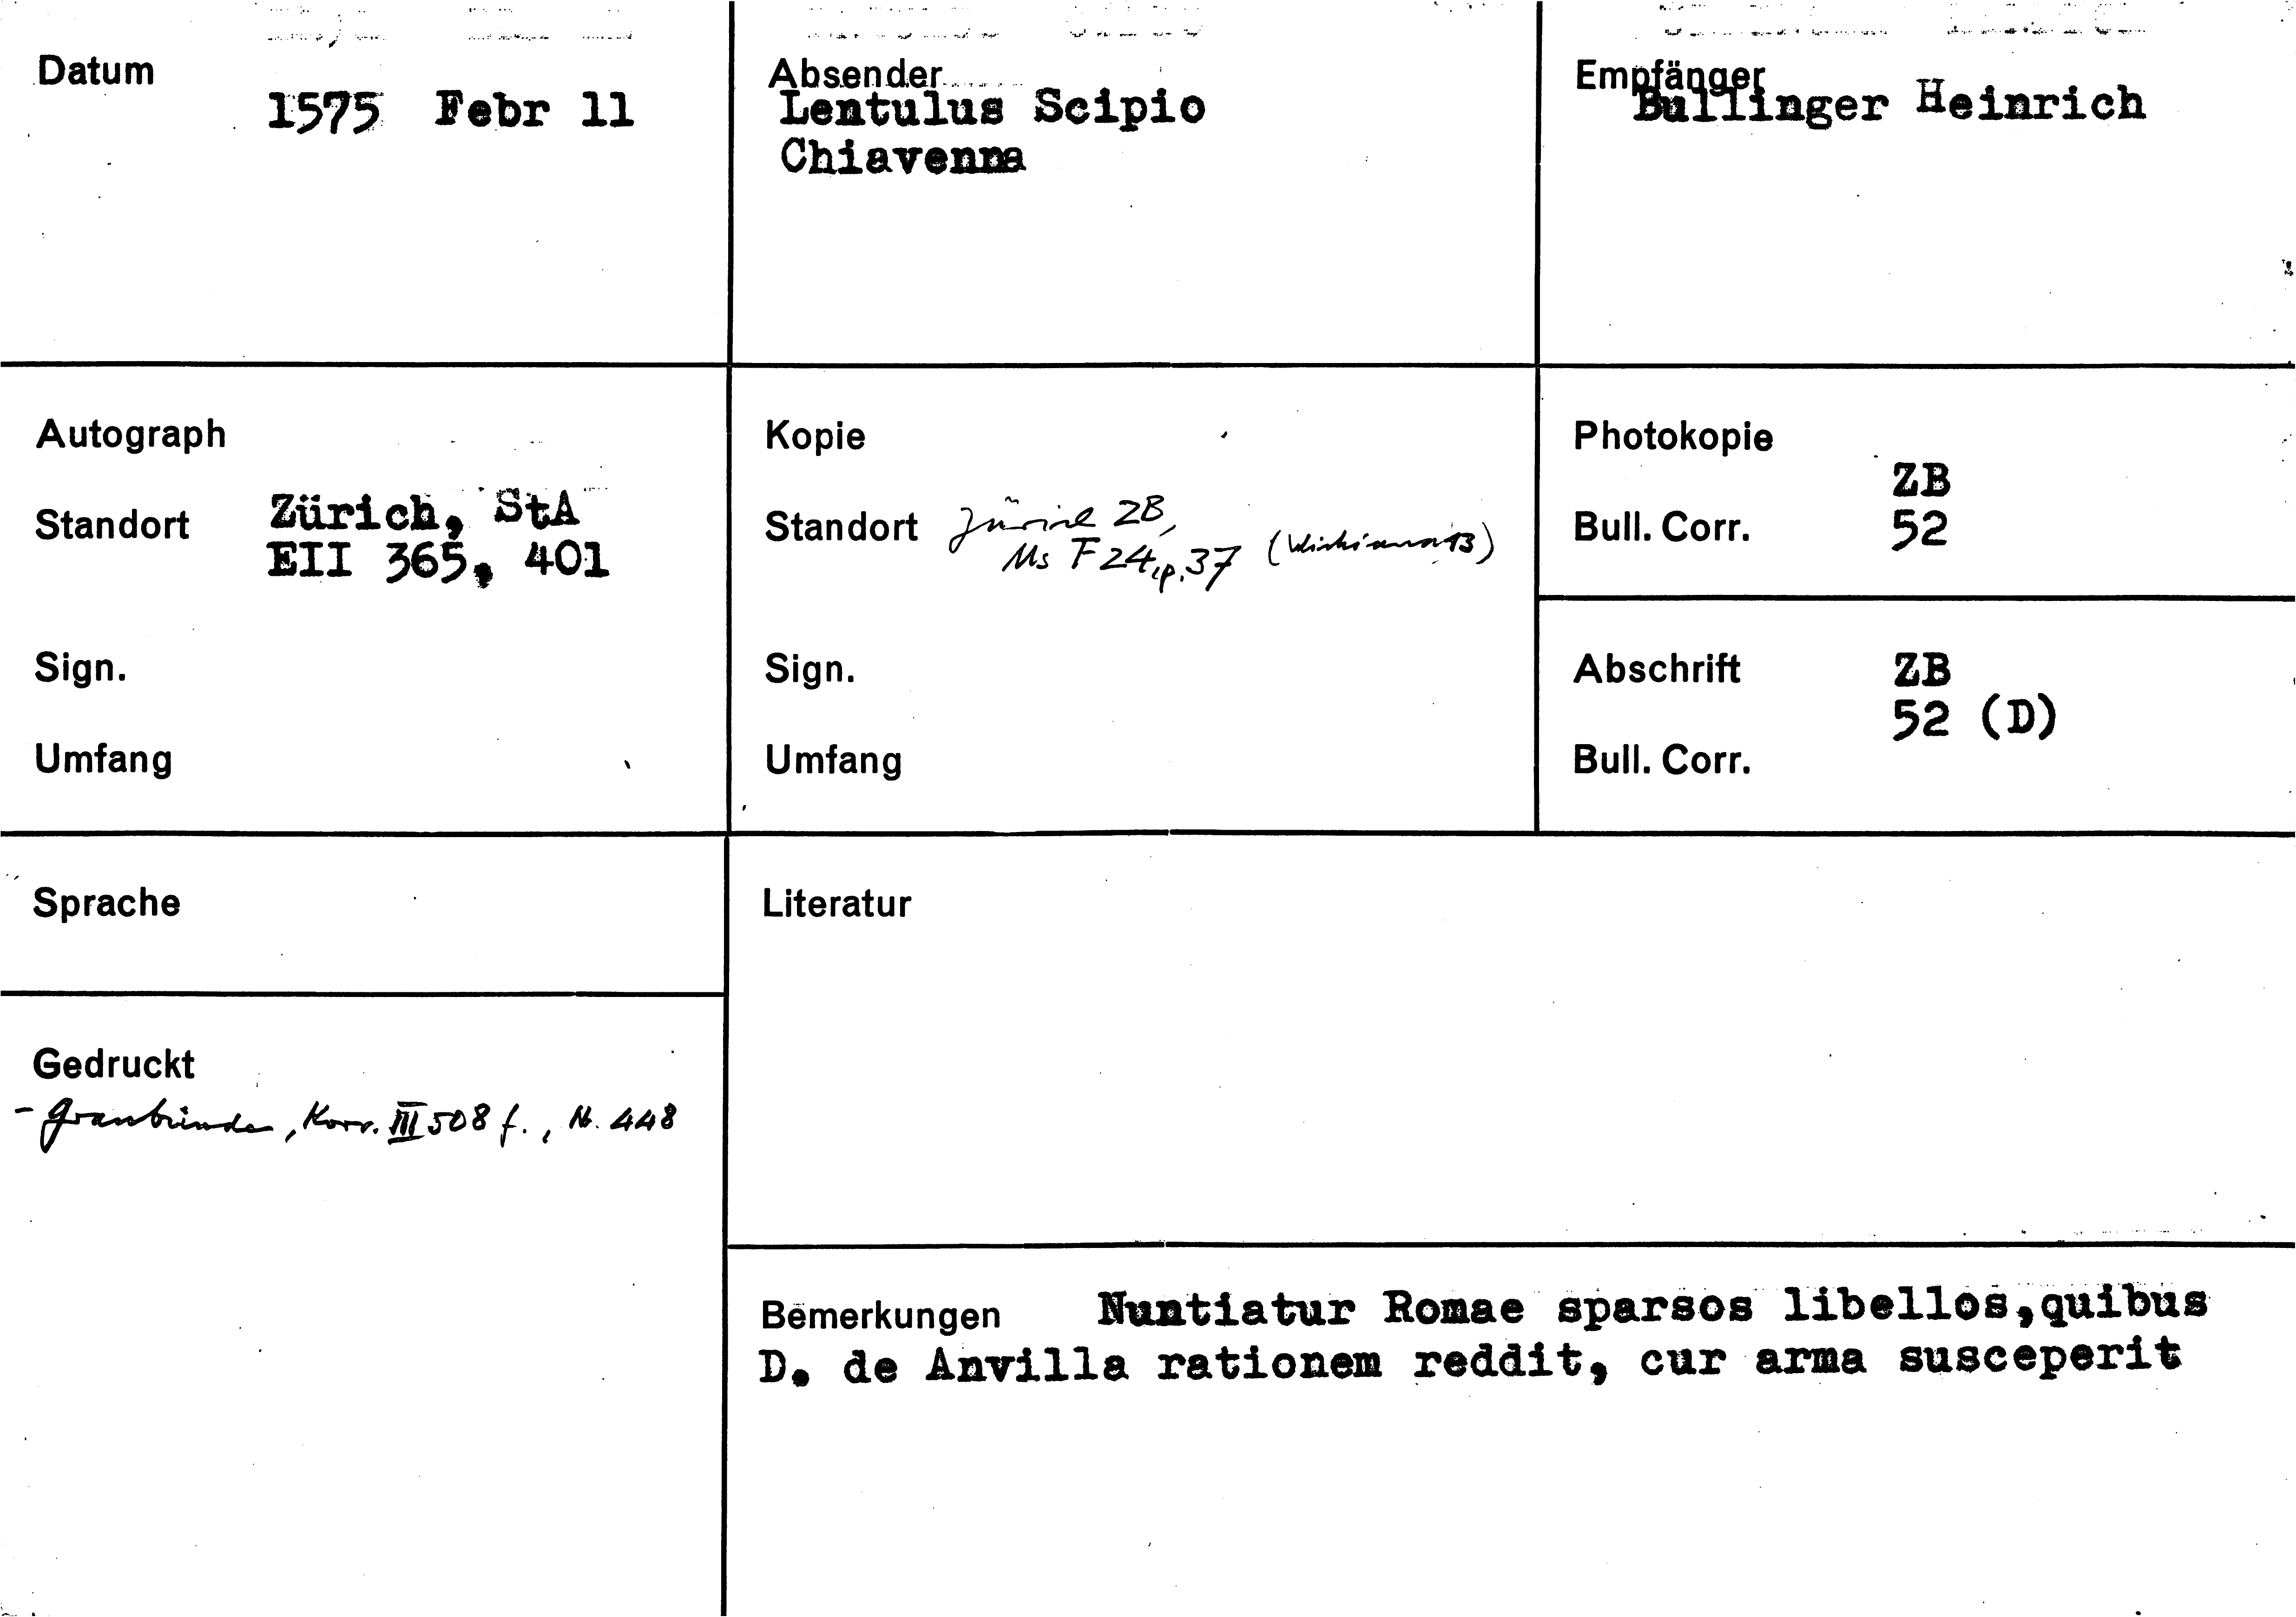 Datum
1575 Febr 11
Absender
Lentulus Scipio
Chiavenna
Empfänger
Bullinger Heinrich
Autograph
Standort Zürich, StA
EII 365, 401
Sign.
Umfang
Kopie
Standort Zürich ZB,
Ms F 24, p. 37 (Wickiana 13)
Sign.
Umfang
Photokopie
ZB
Bull. Corr. 52
Abschrift ZB
52 (D)
Bull. Corr.
Sprache
Gedruckt
- Graubünden, Korr. III 508 f., Nr. 448
Literatur
Bemerkungen Nuntiatur Romae sparsos libellos,quibus
D. de Anvilla rationem reddit, cur arma susceperit